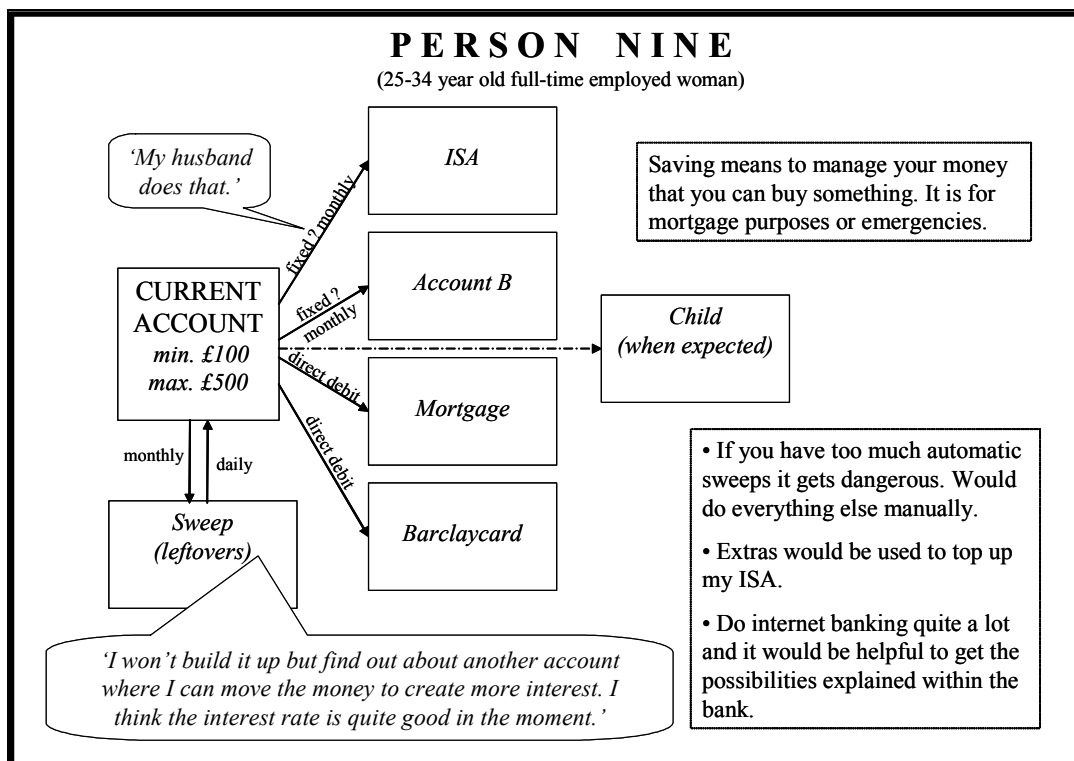 PERSON NINE
(25-34 year old full-time employed woman)
‘My husband
does that.’
fixed ? monthly
ISA
Saving means to manage your money
that you can buy something. It is for
mortgage purposes or emergencies.
CURRENT
ACCOUNT
min. £100
max. £500
fixed ?
monthly
Account B
Child
(when expected)
direct debit
Mortgage
direct debit
Barclaycard
monthly
daily
Sweep
(leftovers)
‘I won’t build it up but find out about another account
where I can move the money to create more interest. I
think the interest rate is quite good in the moment.’
• If you have too much automatic
sweeps it gets dangerous. Would
do everything else manually.
• Extras would be used to top up
my ISA.
• Do internet banking quite a lot
and it would be helpful to get the
possibilities explained within the
bank.